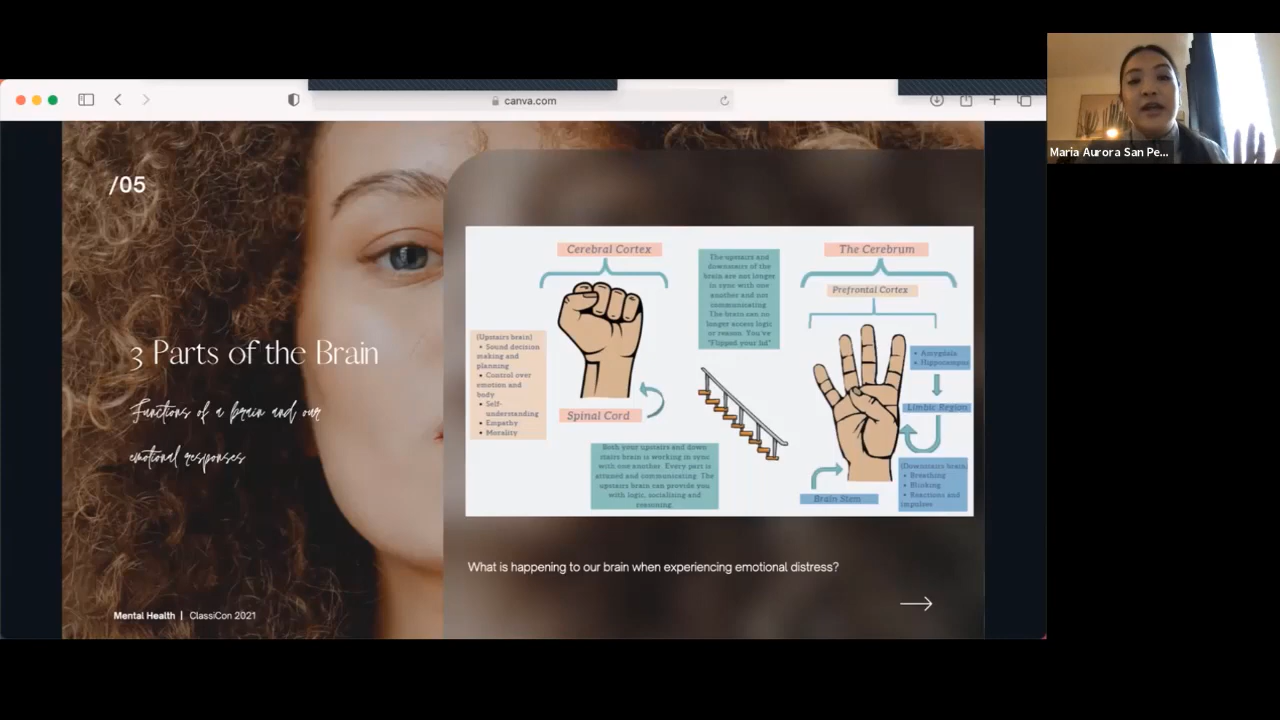 canva.com
Maria Aurora San Pe...
/05
3 Parts of the Brain
Functions of a brain and our
emotional responses
Mental Health | ClassiCon 2021
Cerebral Cortex
(Upstairs brain)
• Sound decision
making and
planning
• Control over
emotion and
body
• Self-
understanding
• Empathy
• Morality
Spinal Cord
Both your upstairs and down
stairs brain is working in sync
with one another. Every part is
attuned and communicating. The
upstairs brain can provide you
with logic, socializing and
reasoning.
The upstairs and
downstairs of the
brain are not longer
in sync with one
another and not
communicating.
The brain can no
longer access logic
or reason. You've
"Flipped your lid"
The Cerebrum
Prefrontal Cortex
• Amygdala
• Hippocampus
Limbic Region
(Downstairs brain)
• Breathing
• Blinking
• Reactions and
impulses
Brain Stem
What is happening to our brain when experiencing emotional distress?